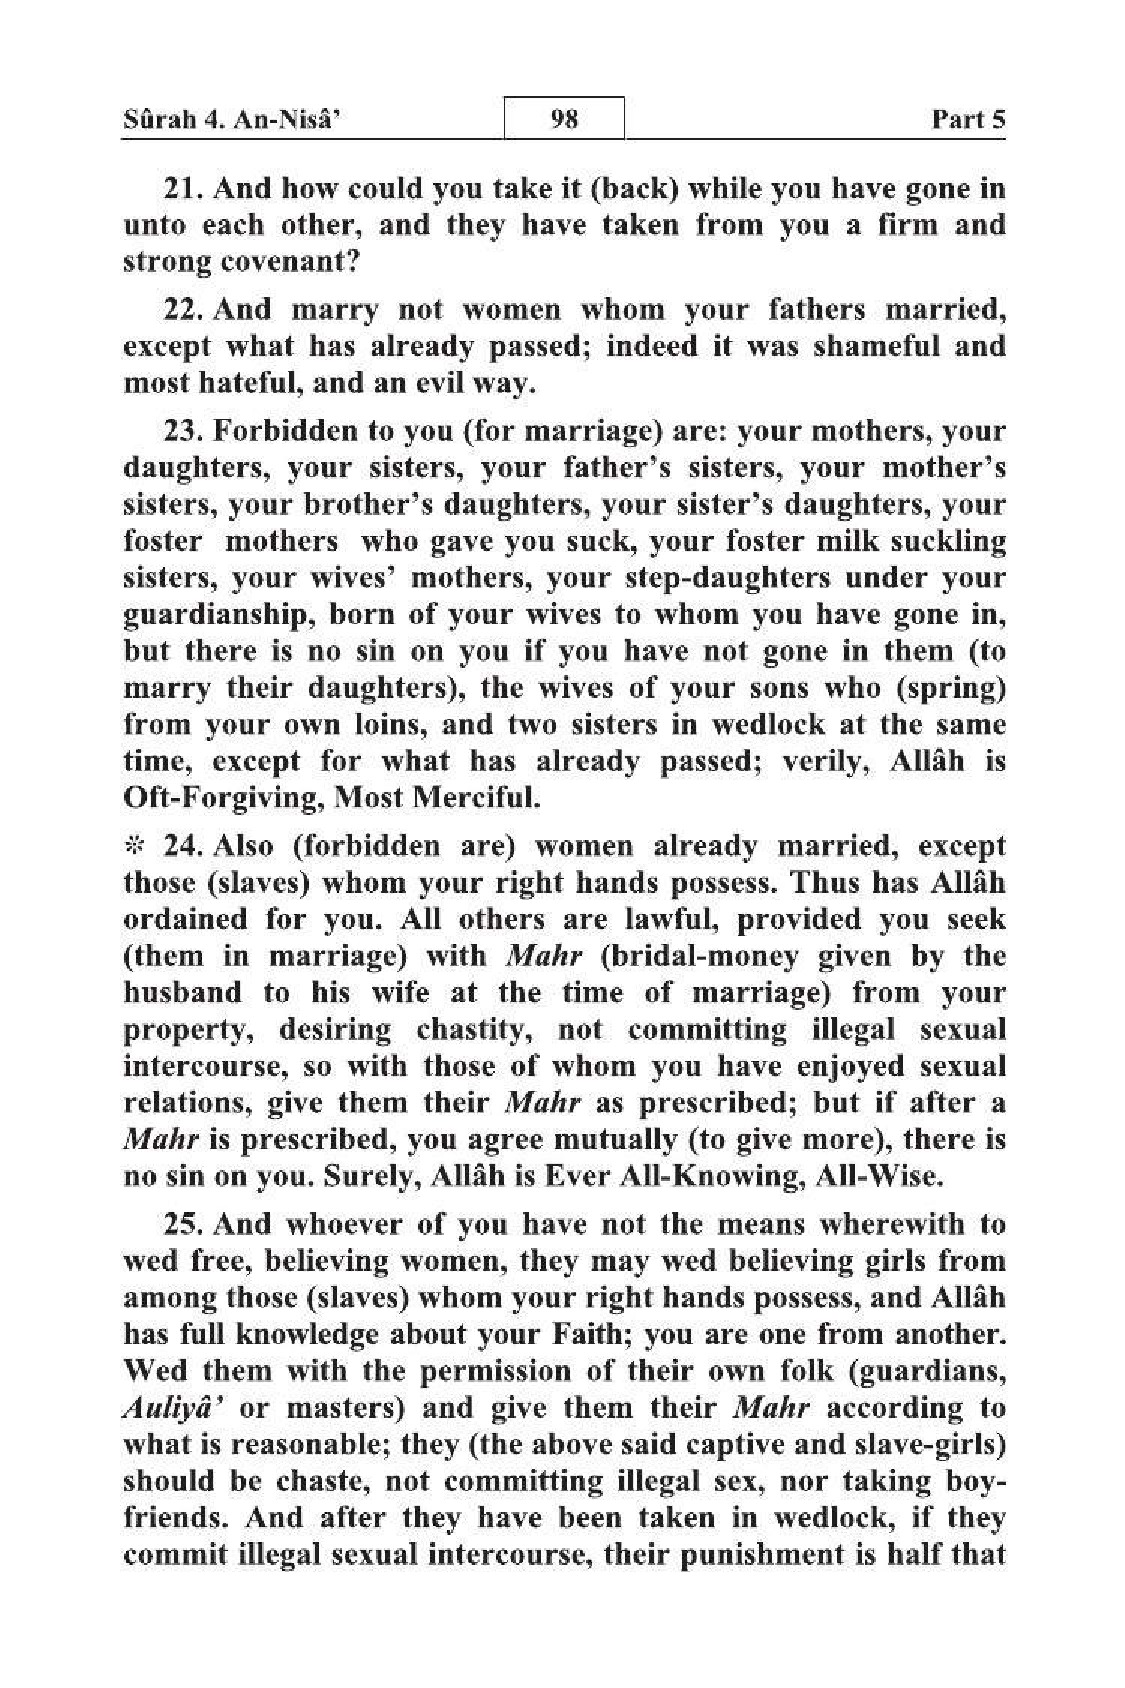 Sûrah 4. An-Nisâ’ 98 Part 5
21. And how could you take it (back) while you have gone in
unto each other, and they have taken from you a firm and
strong covenant?
22. And marry not women whom your fathers married,
except what has already passed; indeed it was shameful and
most hateful, and an evil way.
23. Forbidden to you (for marriage) are: your mothers, your
daughters, your sisters, your father’s sisters, your mother’s
sisters, your brother’s daughters, your sister’s daughters, your
foster mothers who gave you suck, your foster milk suckling
sisters, your wives’ mothers, your step-daughters under your
guardianship, born of your wives to whom you have gone in,
but there is no sin on you if you have not gone in them (to
marry their daughters), the wives of your sons who (spring)
from your own loins, and two sisters in wedlock at the same
time, except for what has already passed; verily, Allâh is
Oft-Forgiving, Most Merciful.
※ 24. Also (forbidden are) women already married, except
those (slaves) whom your right hands possess. Thus has Allâh
ordained for you. All others are lawful, provided you seek
(them in marriage) with Mahr (bridal-money given by the
husband to his wife at the time of marriage) from your
property, desiring chastity, not committing illegal sexual
intercourse, so with those of whom you have enjoyed sexual
relations, give them their Mahr as prescribed; but if after a
Mahr is prescribed, you agree mutually (to give more), there is
no sin on you. Surely, Allâh is Ever All-Knowing, All-Wise.
25. And whoever of you have not the means wherewith to
wed free, believing women, they may wed believing girls from
among those (slaves) whom your right hands possess, and Allâh
has full knowledge about your Faith; you are one from another.
Wed them with the permission of their own folk (guardians,
Auliyâ’ or masters) and give them their Mahr according to
what is reasonable; they (the above said captive and slave-girls)
should be chaste, not committing illegal sex, nor taking boy-
friends. And after they have been taken in wedlock, if they
commit illegal sexual intercourse, their punishment is half that